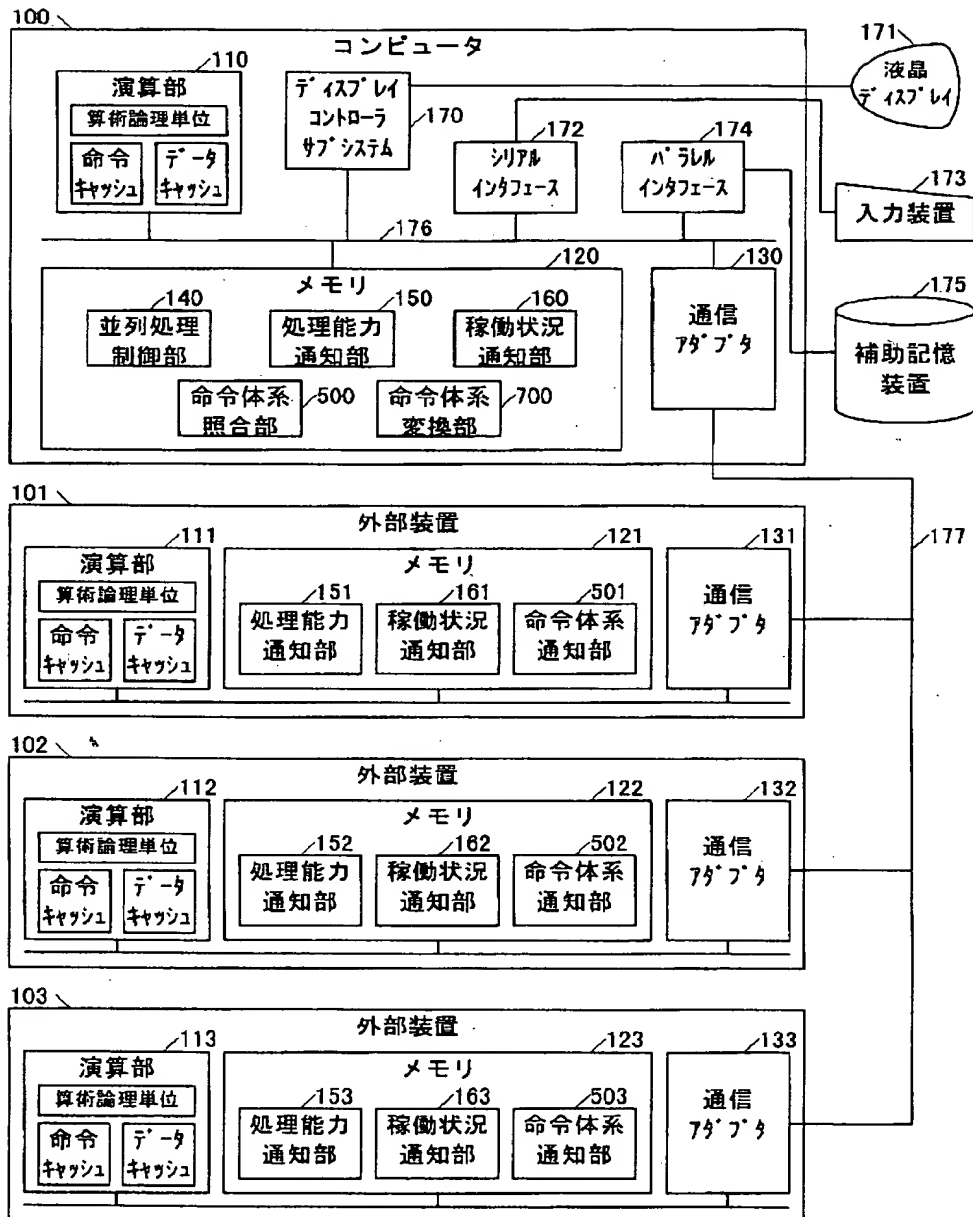 100
コンピュータ
110
演算部
算術論理単位
命令
キャッシュ
データ
キャッシュ
ディスプレイ
コントローラ
サブシステム
170
172
シリアル
インタフェース
174
パラレル
インタフェース
171
液晶
ディスプレイ
173
入力装置
175
補助記憶
装置
176
120
メモリ
140
並列処理
制御部
150
処理能力
通知部
160
稼働状況
通知部
命令体系
照合部
500
命令体系
変換部
700
130
通信
アダプタ
177
101
外部装置
111
演算部
算術論理単位
命令
キャッシュ
データ
キャッシュ
121
メモリ
151
処理能力
通知部
161
稼働状況
通知部
501
命令体系
通知部
131
通信
アダプタ
102
外部装置
112
演算部
算術論理単位
命令
キャッシュ
データ
キャッシュ
122
メモリ
152
処理能力
通知部
162
稼働状況
通知部
502
命令体系
通知部
132
通信
アダプタ
103
外部装置
113
演算部
算術論理単位
命令
キャッシュ
データ
キャッシュ
123
メモリ
153
処理能力
通知部
163
稼働状況
通知部
503
命令体系
通知部
133
通信
アダプタ